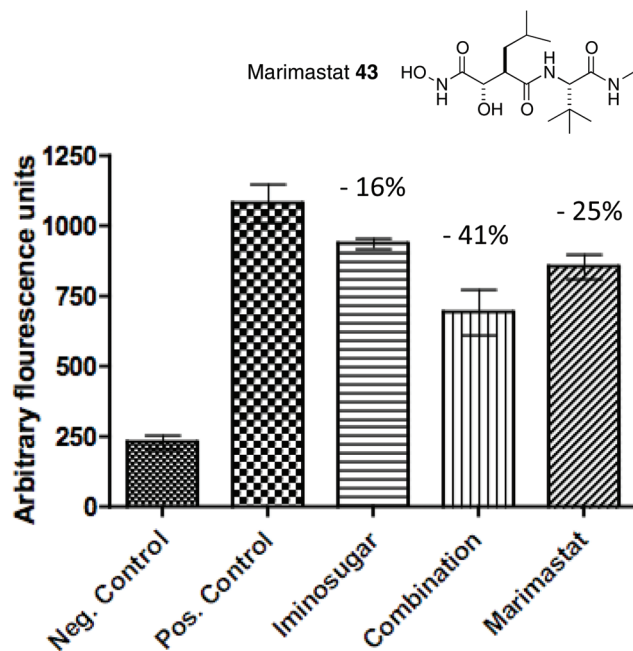 Marimastat 43
O
HO
N
H
OH
O
H
N
O
N
H
Arbitrary flourescence units
1250
1000
750
500
250
0
- 16%
- 41%
- 25%
Neg. Control
Pos. Control
Iminosugar
Combination
Marimastat